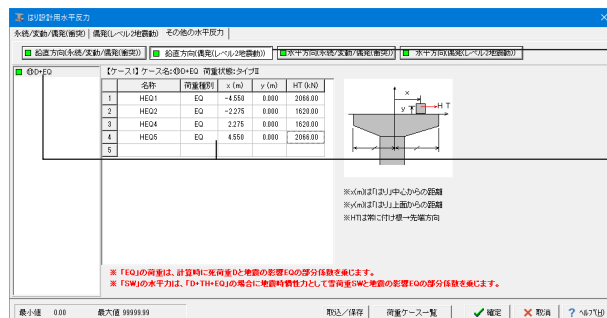 はり設計用水平反力
永続/変動/偶発(衝突) 偶発(レベル2地震動) その他の水平反力
鉛直方向(永続/変動/偶発(衝突)) 鉛直方向(偶発(レベル2地震動)) 水平方向(永続/変動/偶発(衝突)) 水平方向(偶発(レベル2地震動))
①D+EQ
【ケース1】ケース名:①D+EQ 荷重状態:タイプⅡ
名称 荷重種別 x (m) y (m) HT (kN)
1 HEQ1 EQ -4.550 0.000 2066.00
2 HEQ2 EQ -2.275 0.000 1620.00
3 HEQ4 EQ 2.275 0.000 1620.00
4 HEQ5 EQ 4.550 0.000 2066.00
5
x
y
H T
※x(m)は「はり」中心からの距離
※y(m)は「はり」上面からの距離
※HTは常に付け根→先端方向
※「EQ」の荷重は、計算時に死荷重Dと地震の影響EQの部分係数を乗じます。
※「SW」の水平力は、「D+TH+EQ」の場合に地震時慣性力として雪荷重SWと地震の影響EQの部分係数を乗じます。
最小値 0.00 最大値 99999.99 取込/保存 荷重ケース一覧 確定 取消 ? ヘルプ(H)